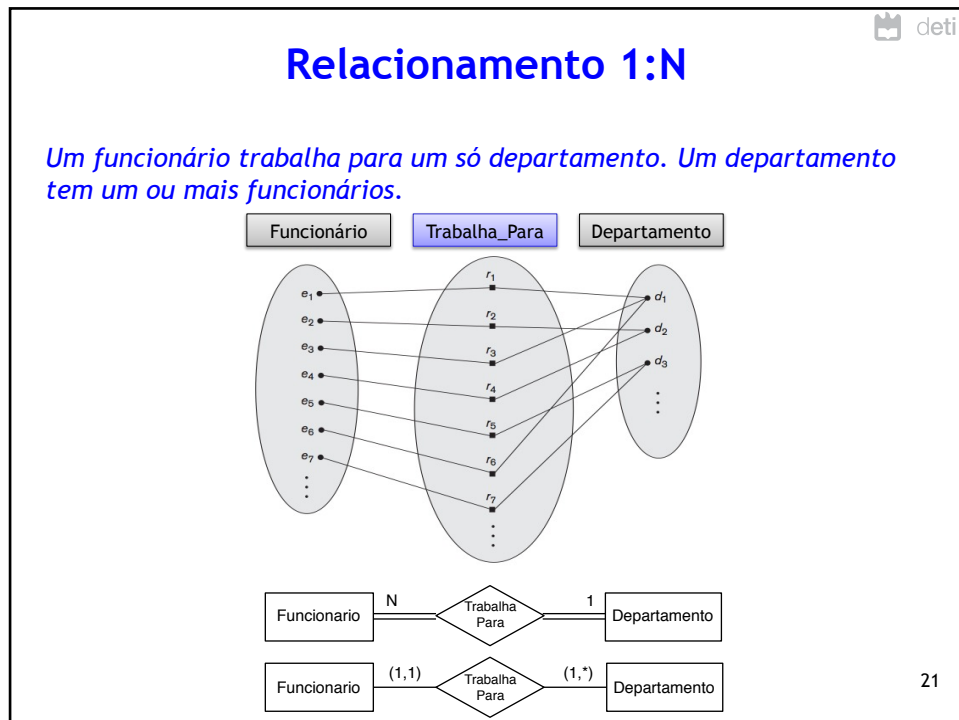 deti
Relacionamento 1:N
Um funcionário trabalha para um só departamento. Um departamento
tem um ou mais funcionários.
Funcionário Trabalha_Para Departamento
e1
e2
e3
e4
e5
e6
e7
r1
r2
r3
r4
r5
r6
r7
d1
d2
d3
Funcionario N Trabalha 1 Departamento
Para
Funcionario (1,1) Trabalha (1,*) Departamento
Para
21